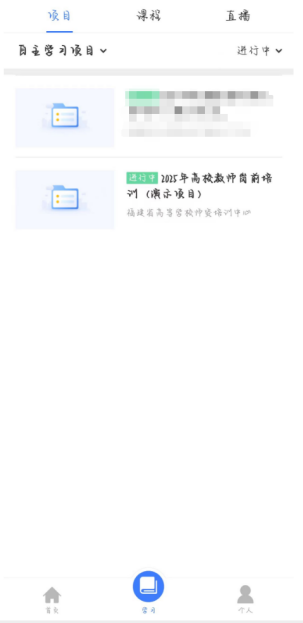 项目 课程 直播
自主学习项目 进行中
进行中 2025年高校教师岗前培
训（演示项目）
福建省高等学校师资培训中心
首页 学习 个人